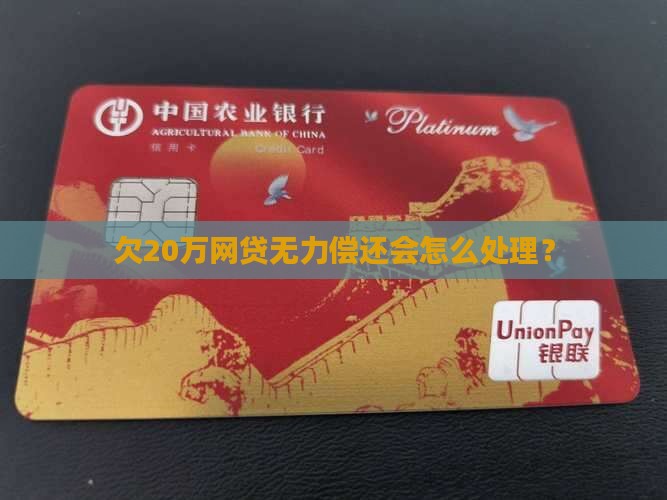 中国农业银行
AGRICULTURAL BANK OF CHINA
信用卡 Credit Card
Platinum
欠20万网贷无力偿还会怎么处理？
UnionPay
银联